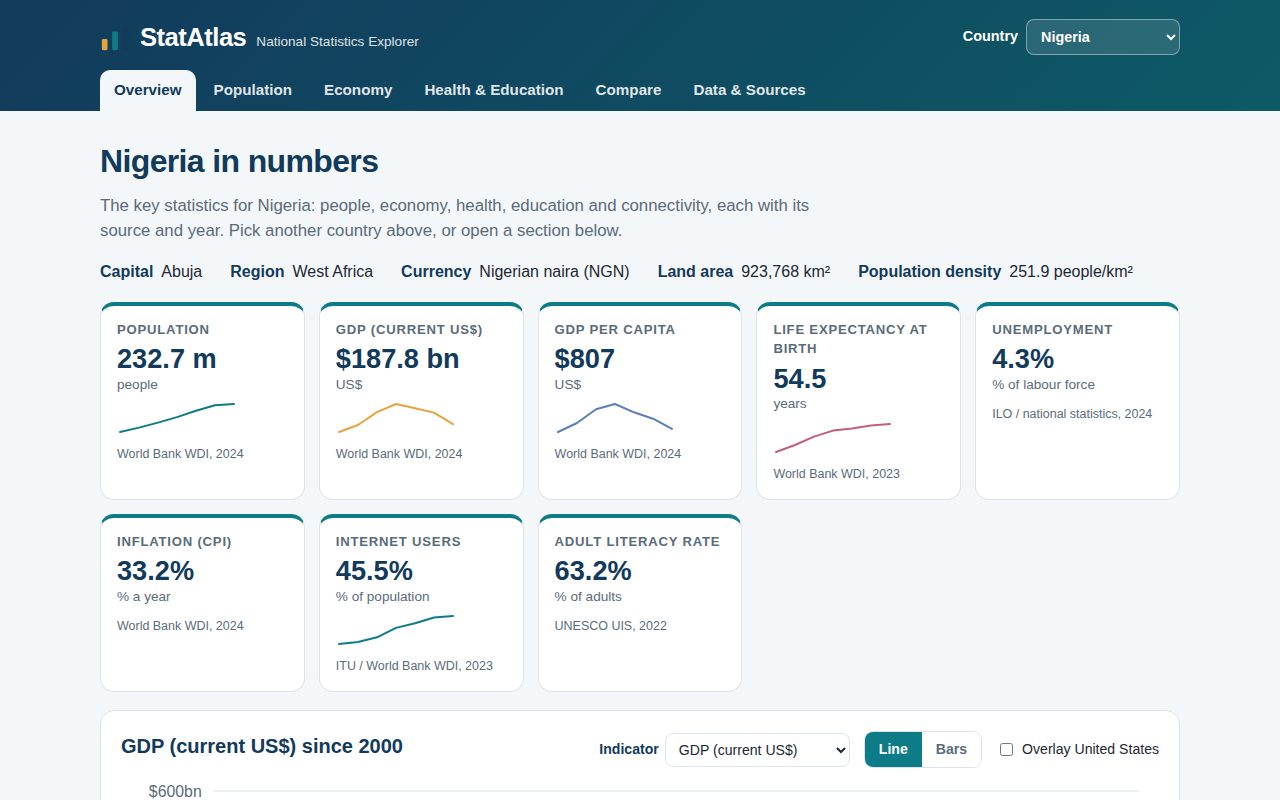 StatAtlas National Statistics Explorer
Country Nigeria
Overview Population Economy Health & Education Compare Data & Sources
Nigeria in numbers
The key statistics for Nigeria: people, economy, health, education and connectivity, each with its
source and year. Pick another country above, or open a section below.
Capital Abuja Region West Africa Currency Nigerian naira (NGN) Land area 923,768 km² Population density 251.9 people/km²
POPULATION
232.7 m
people
World Bank WDI, 2024
GDP (CURRENT US$)
$187.8 bn
US$
World Bank WDI, 2024
GDP PER CAPITA
$807
US$
World Bank WDI, 2024
LIFE EXPECTANCY AT
BIRTH
54.5
years
World Bank WDI, 2023
UNEMPLOYMENT
4.3%
% of labour force
ILO / national statistics, 2024
INFLATION (CPI)
33.2%
% a year
World Bank WDI, 2024
INTERNET USERS
45.5%
% of population
ITU / World Bank WDI, 2023
ADULT LITERACY RATE
63.2%
% of adults
UNESCO UIS, 2022
GDP (current US$) since 2000
Indicator GDP (current US$) Line Bars Overlay United States
$600bn